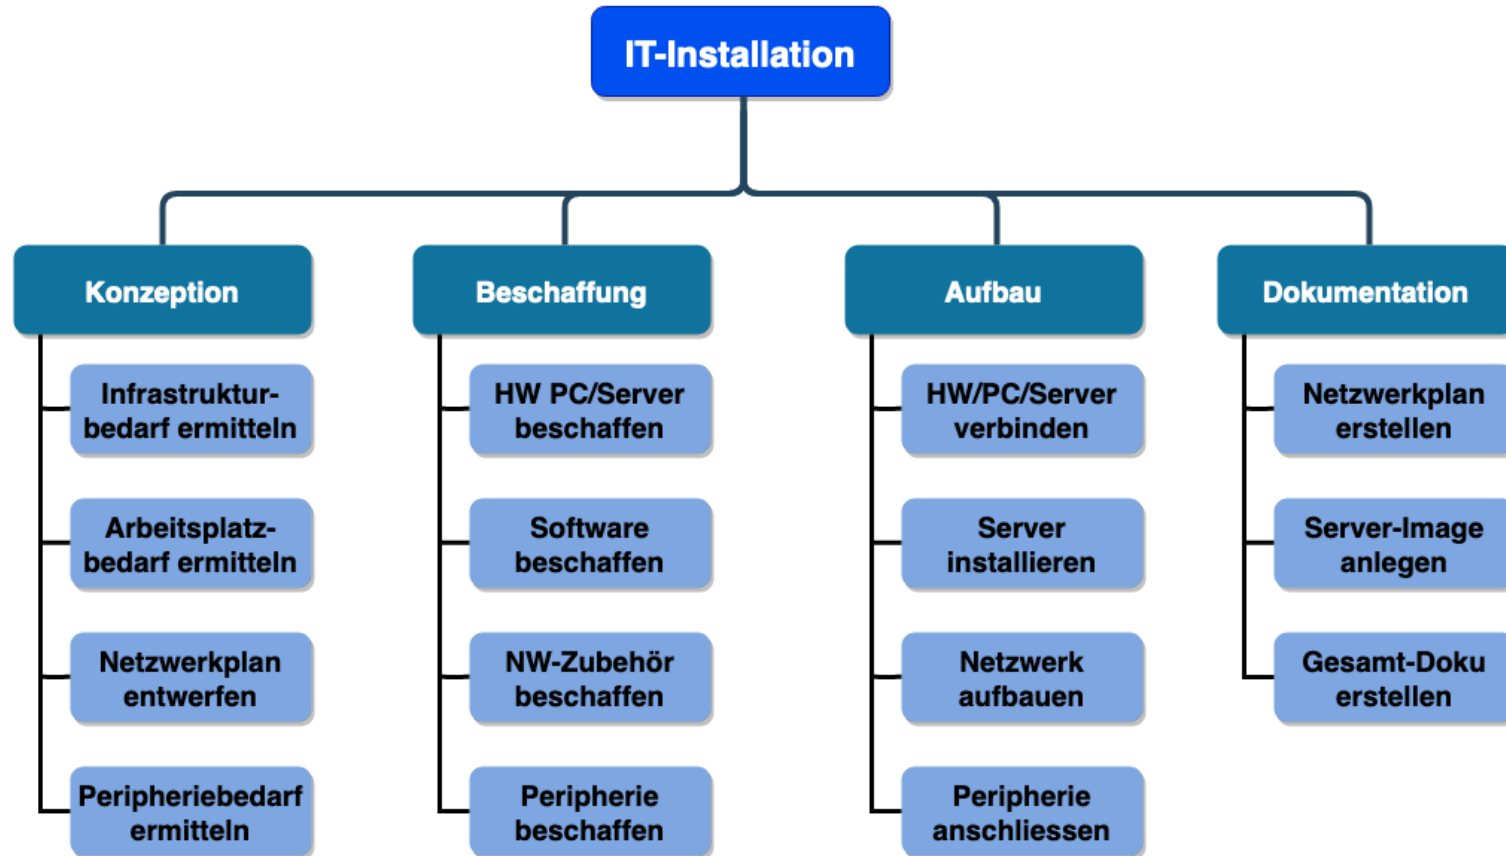 IT-Installation
Konzeption
Infrastruktur-
bedarf ermitteln
Arbeitsplatz-
bedarf ermitteln
Netzwerkplan
entwerfen
Peripheriebedarf
ermitteln
Beschaffung
HW PC/Server
beschaffen
Software
beschaffen
NW-Zubehör
beschaffen
Peripherie
beschaffen
Aufbau
HW/PC/Server
verbinden
Server
installieren
Netzwerk
aufbauen
Peripherie
anschliessen
Dokumentation
Netzwerkplan
erstellen
Server-Image
anlegen
Gesamt-Doku
erstellen